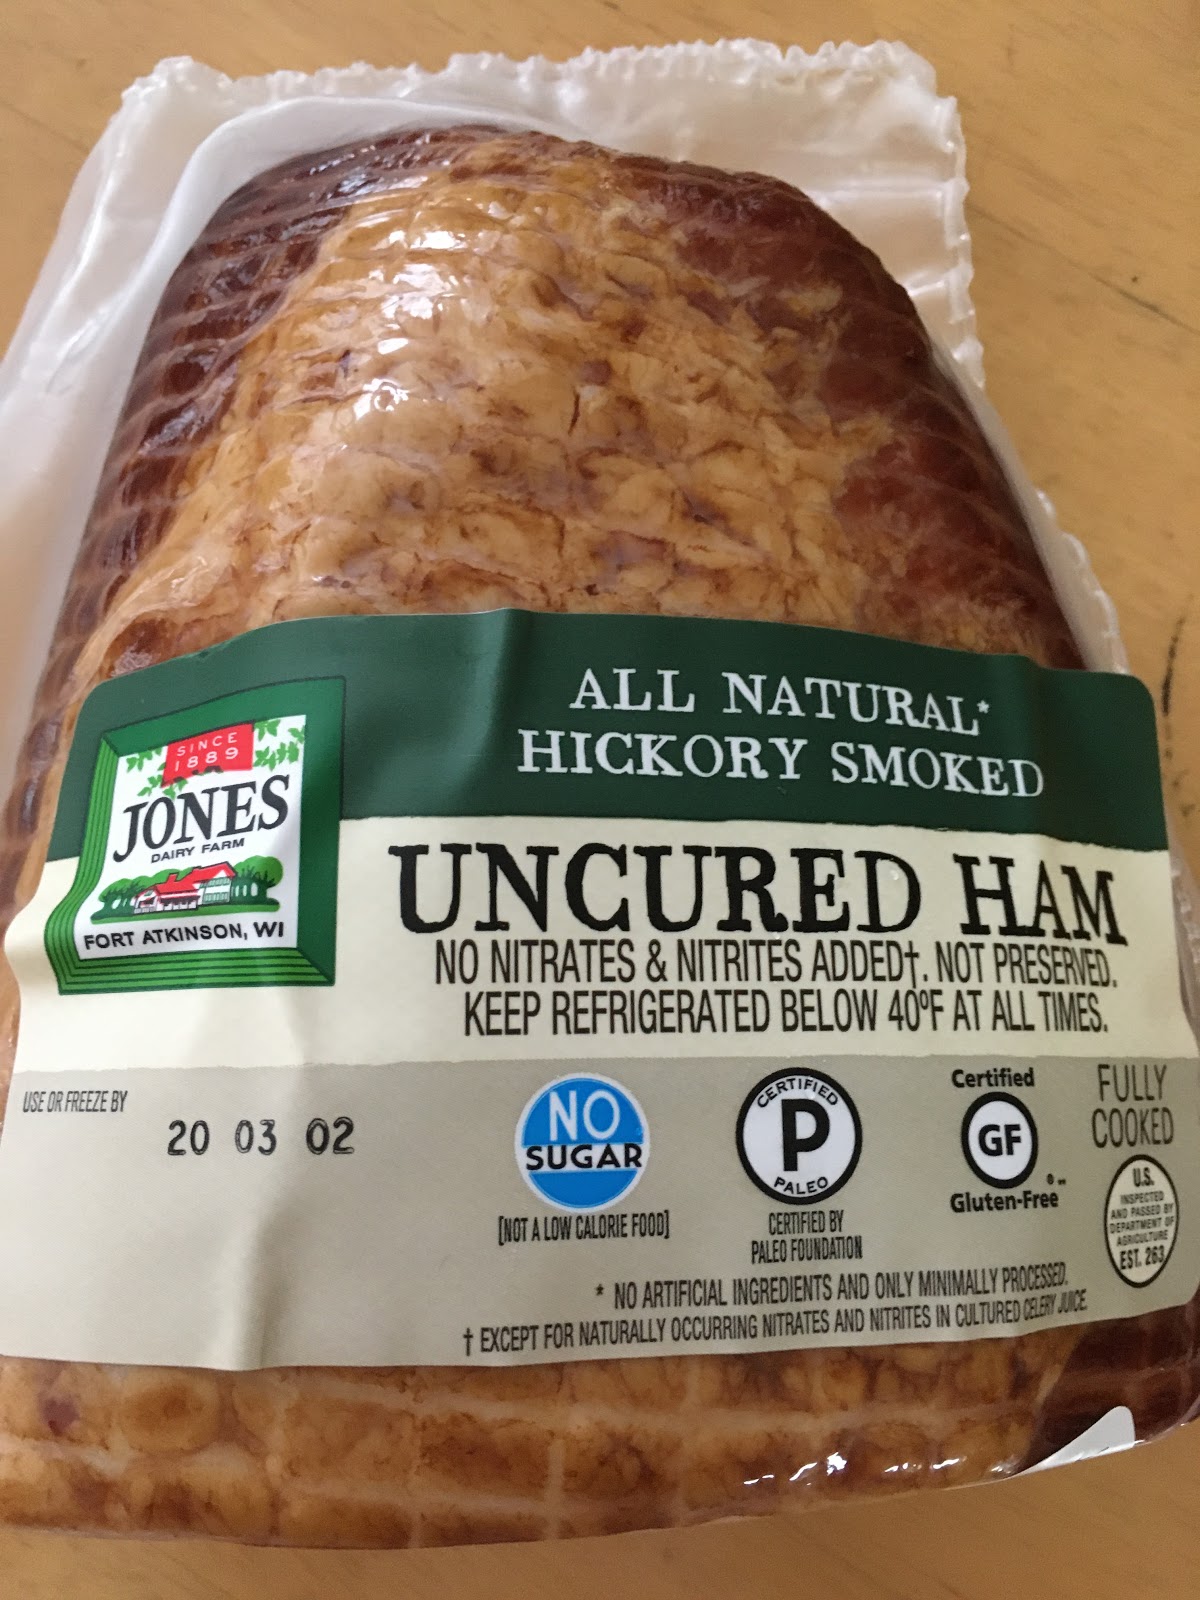 ALL NATURAL*
HICKORY SMOKED
SINCE
1889
JONES
DAIRY FARM
FORT ATKINSON, WI
UNCURED HAM
NO NITRATES & NITRITES ADDED†. NOT PRESERVED.
KEEP REFRIGERATED BELOW 40ºF AT ALL TIMES.
USE OR FREEZE BY
20 03 02
NO
SUGAR
[NOT A LOW CALORIE FOOD]
CERTIFIED
P
PALEO
CERTIFIED BY
PALEO FOUNDATION
Certified
GF
®
Gluten-Free
FULLY
COOKED
U.S.
INSPECTED
AND PASSED BY
DEPARTMENT OF
AGRICULTURE
EST. 263
* NO ARTIFICIAL INGREDIENTS AND ONLY MINIMALLY PROCESSED.
† EXCEPT FOR NATURALLY OCCURRING NITRATES AND NITRITES IN CULTURED CELERY JUICE.